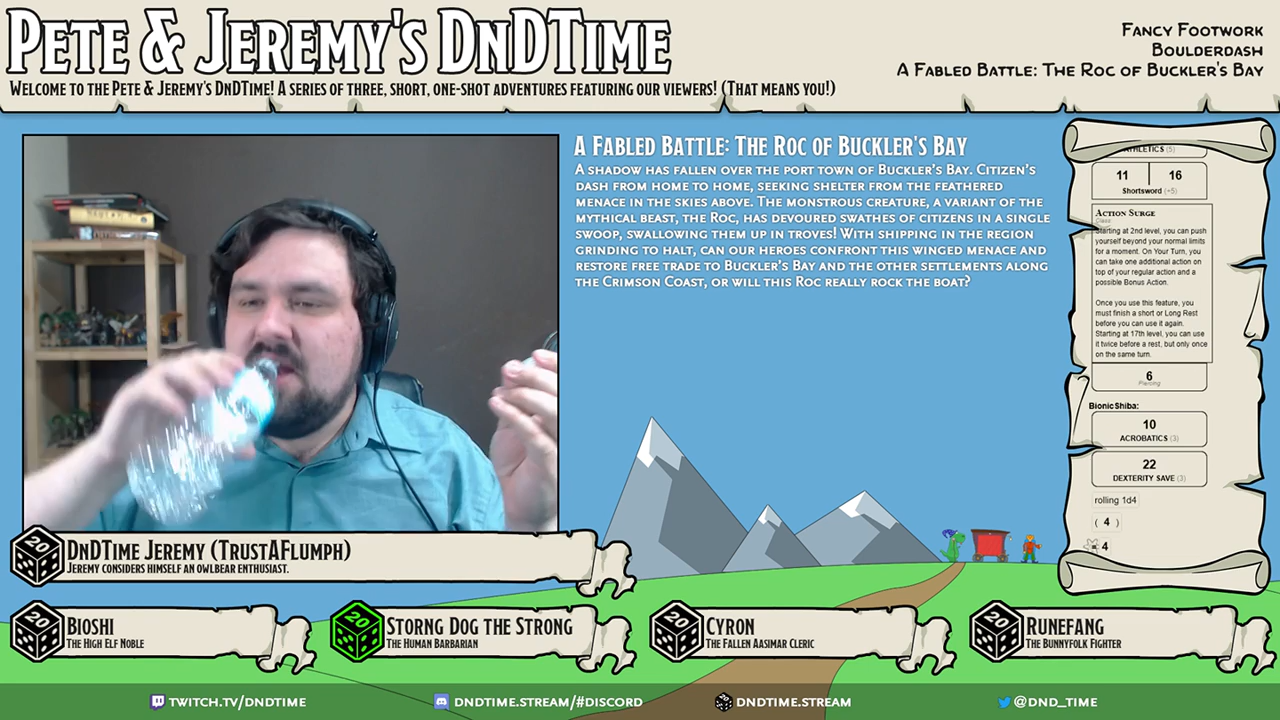 PETE & JEREMY'S DNDTIME
WELCOME TO THE PETE & JEREMY'S DNDTIME! A SERIES OF THREE, SHORT, ONE-SHOT ADVENTURES FEATURING OUR VIEWERS! (THAT MEANS YOU!)
FANCY FOOTWORK
BOULDERDASH
A FABLED BATTLE: THE ROC OF BUCKLER'S BAY
A FABLED BATTLE: THE ROC OF BUCKLER'S BAY
A SHADOW HAS FALLEN OVER THE PORT TOWN OF BUCKLER'S BAY. CITIZEN'S
DASH FROM HOME TO HOME, SEEKING SHELTER FROM THE FEATHERED
MENACE IN THE SKIES ABOVE. THE MONSTROUS CREATURE, A VARIANT OF THE
MYTHICAL BEAST, THE ROC, HAS DEVOURED SWATHES OF CITIZENS IN A SINGLE
SWOOP, SWALLOWING THEM UP IN TROVES! WITH SHIPPING IN THE REGION
GRINDING TO HALT, CAN OUR HEROES CONFRONT THIS WINGED MENACE AND
RESTORE FREE TRADE TO BUCKLER'S BAY AND THE OTHER SETTLEMENTS ALONG
THE CRIMSON COAST, OR WILL THIS ROC REALLY ROCK THE BOAT?
ATHLETICS (5)
11 | 16
Shortsword (+5)
ACTION SURGE
Class
Starting at 2nd level, you can push
yourself beyond your normal limits
for a moment. On Your Turn, you
can take one additional action on
top of your regular action and a
possible Bonus Action.
Once you use this feature, you
must finish a short or Long Rest
before you can use it again.
Starting at 17th level, you can use
it twice before a rest, but only once
on the same turn.
6
Piercing
BionicShiba:
10
ACROBATICS (3)
22
DEXTERITY SAVE (3)
rolling 1d4
( 4 )
4
20
DNDTIME JEREMY (TRUSTAFLUMPH)
JEREMY CONSIDERS HIMSELF AN OWLBEAR ENTHUSIAST.
20
BIOSHI
THE HIGH ELF NOBLE
20
STORNG DOG THE STRONG
THE HUMAN BARBARIAN
20
CYRON
THE FALLEN AASIMAR CLERIC
20
RUNEFANG
THE BUNNYFOLK FIGHTER
TWITCH.TV/DNDTIME
DNDTIME.STREAM/#DISCORD
DNDTIME.STREAM
@DND_TIME